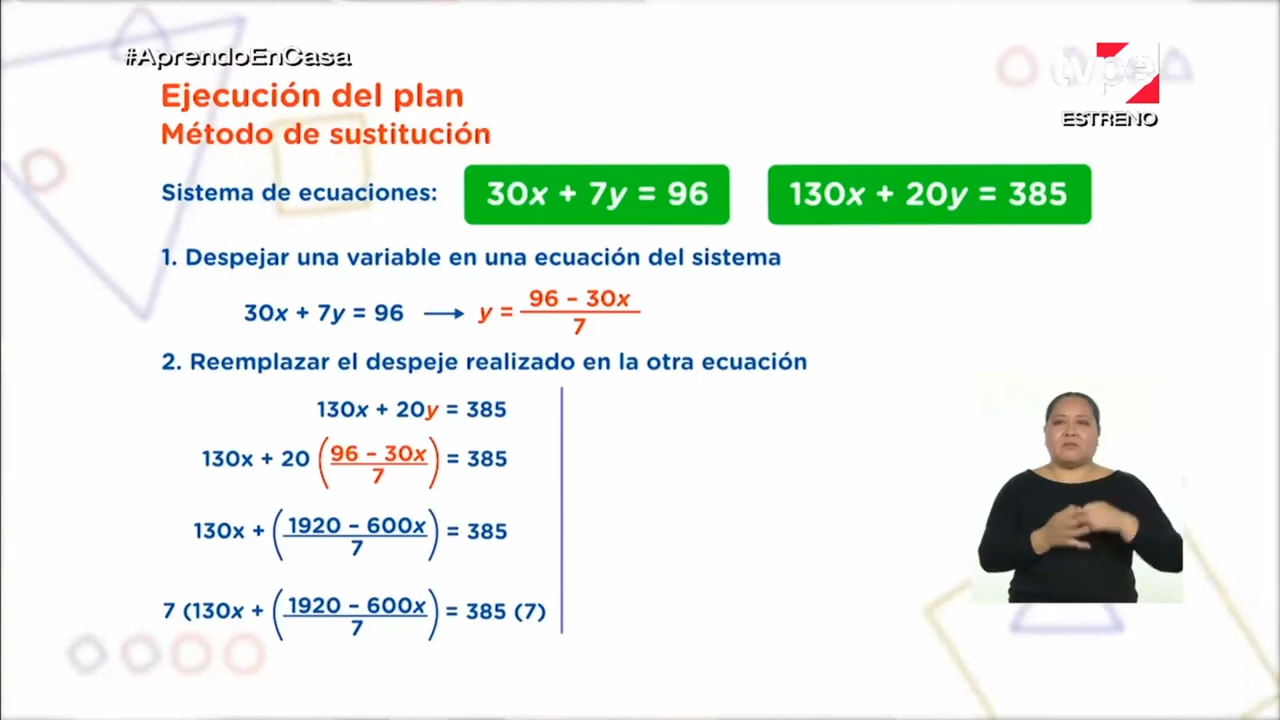 #AprendoEnCasa
tvpe
ESTRENO
Ejecución del plan
Método de sustitución
Sistema de ecuaciones: 30x + 7y = 96 130x + 20y = 385
1. Despejar una variable en una ecuación del sistema
30x + 7y = 96 ⟶ y = (96 – 30x)/7
2. Reemplazar el despeje realizado en la otra ecuación
130x + 20y = 385
130x + 20 ((96 – 30x)/7) = 385
130x + ((1920 – 600x)/7) = 385
7 (130x + ((1920 – 600x)/7) = 385 (7)